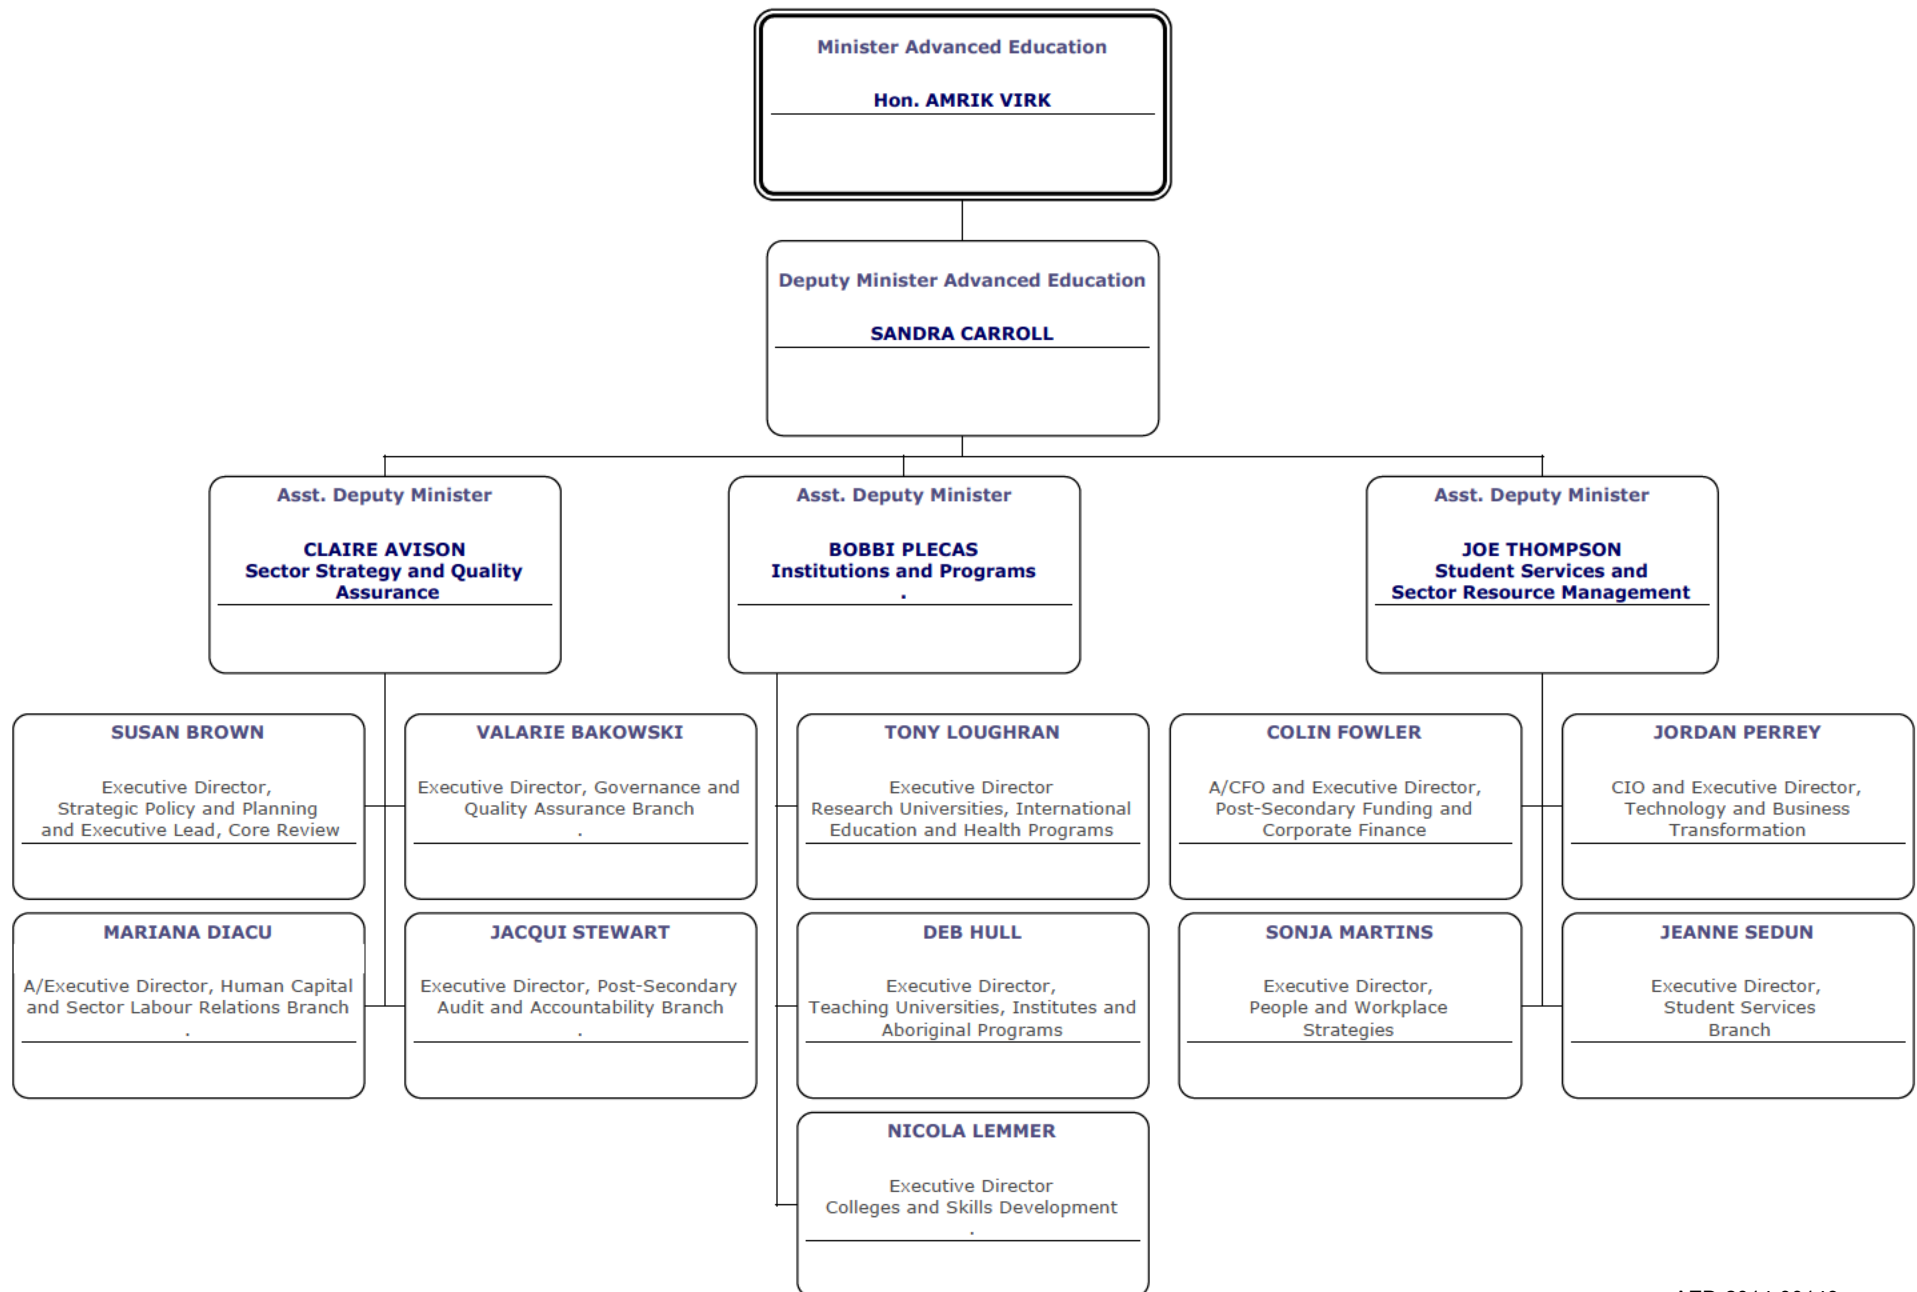 Minister Advanced Education
Hon. AMRIK VIRK
Deputy Minister Advanced Education
SANDRA CARROLL
Asst. Deputy Minister
CLAIRE AVISON
Sector Strategy and Quality
Assurance
Asst. Deputy Minister
BOBBI PLECAS
Institutions and Programs
.
Asst. Deputy Minister
JOE THOMPSON
Student Services and
Sector Resource Management
SUSAN BROWN
Executive Director,
Strategic Policy and Planning
and Executive Lead, Core Review
VALARIE BAKOWSKI
Executive Director, Governance and
Quality Assurance Branch
.
TONY LOUGHRAN
Executive Director
Research Universities, International
Education and Health Programs
COLIN FOWLER
A/CFO and Executive Director,
Post-Secondary Funding and
Corporate Finance
JORDAN PERREY
CIO and Executive Director,
Technology and Business
Transformation
MARIANA DIACU
A/Executive Director, Human Capital
and Sector Labour Relations Branch
.
JACQUI STEWART
Executive Director, Post-Secondary
Audit and Accountability Branch
.
DEB HULL
Executive Director,
Teaching Universities, Institutes and
Aboriginal Programs
SONJA MARTINS
Executive Director,
People and Workplace
Strategies
JEANNE SEDUN
Executive Director,
Student Services
Branch
NICOLA LEMMER
Executive Director
Colleges and Skills Development
.